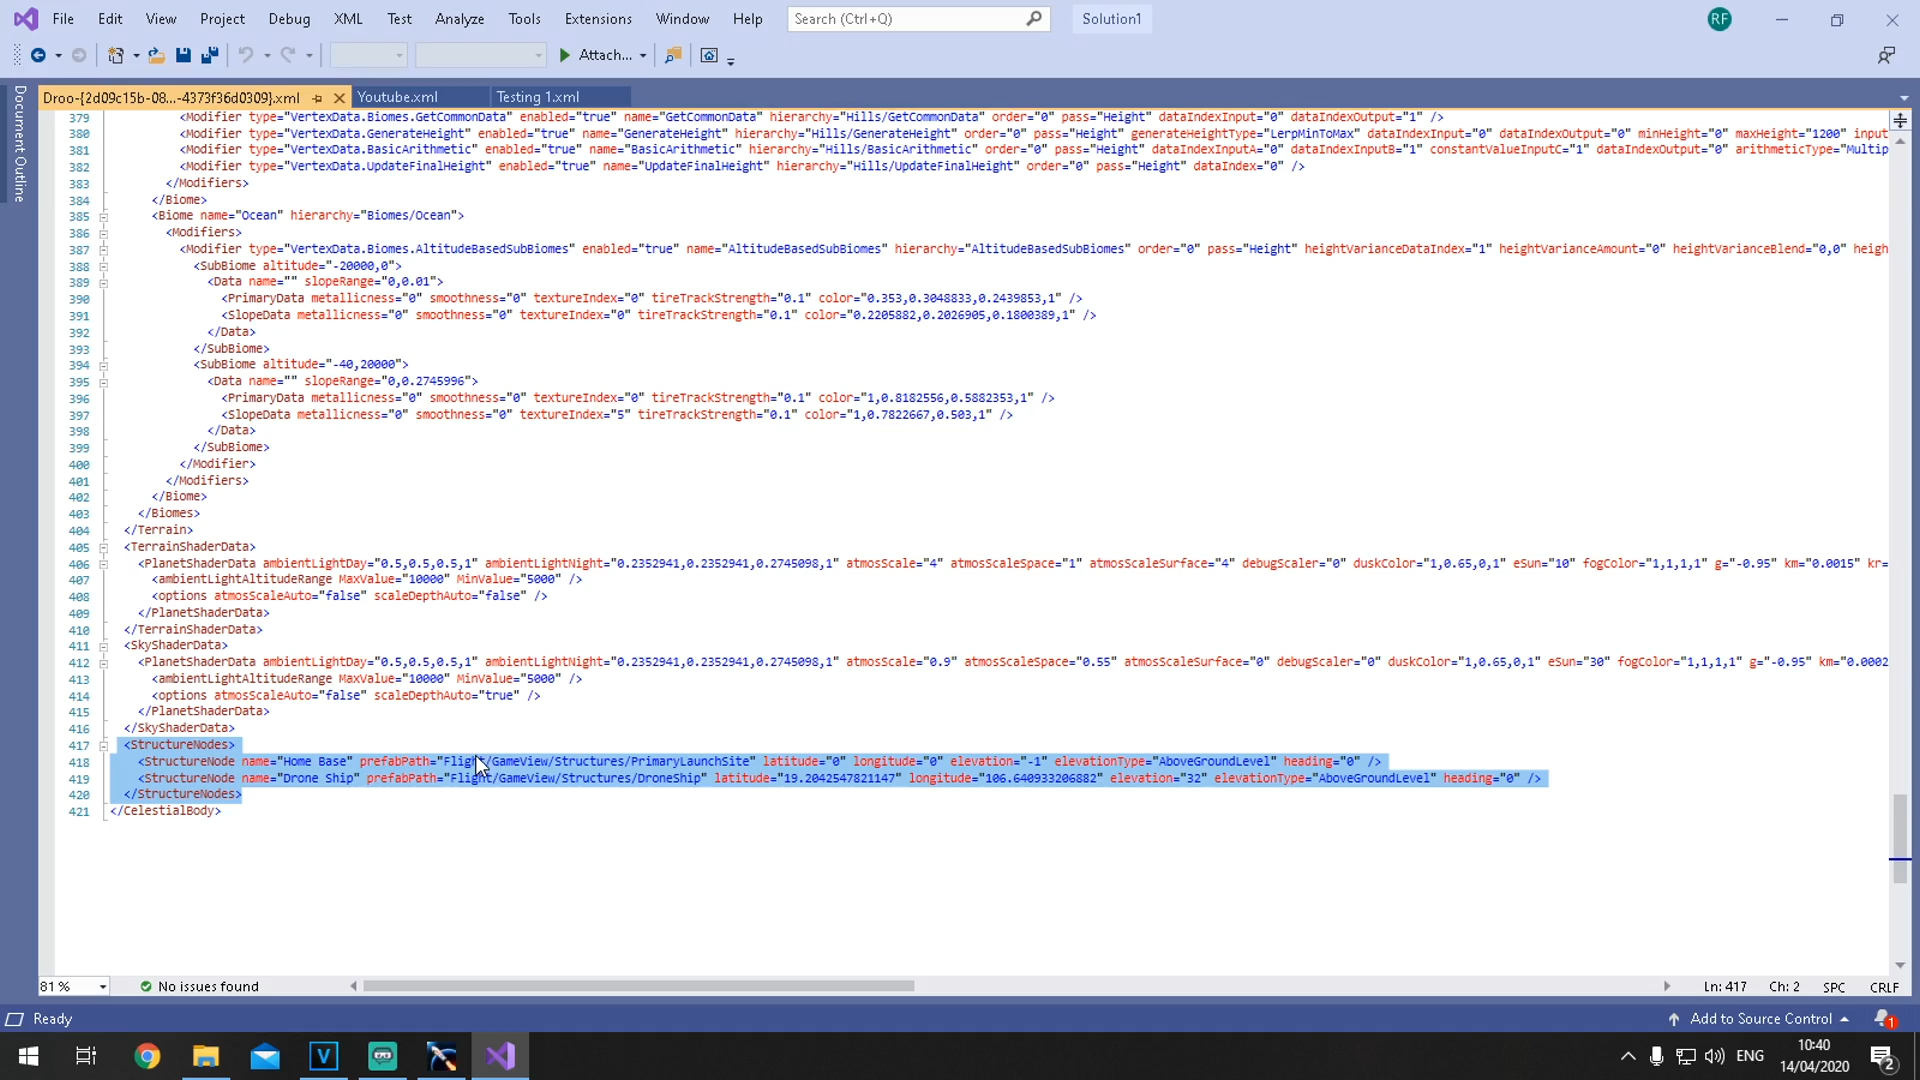 File Edit View Project Debug XML Test Analyze Tools Extensions Window Help Search (Ctrl+Q) Solution1 RF
Attach...
Document Outline
Droo-{2d09c15b-08...-4373f36d0309}.xml Youtube.xml Testing 1.xml
379 <Modifier type="VertexData.Biomes.GetCommonData" enabled="true" name="GetCommonData" hierarchy="Hills/GetCommonData" order="0" pass="Height" dataIndexInput="0" dataIndexOutput="1" />
380 <Modifier type="VertexData.GenerateHeight" enabled="true" name="GenerateHeight" hierarchy="Hills/GenerateHeight" order="0" pass="Height" generateHeightType="LerpMinToMax" dataIndexInput="0" dataIndexOutput="0" minHeight="0" maxHeight="1200" input
381 <Modifier type="VertexData.BasicArithmetic" enabled="true" name="BasicArithmetic" hierarchy="Hills/BasicArithmetic" order="0" pass="Height" dataIndexInputA="0" dataIndexInputB="1" constantValueInputC="1" dataIndexOutput="0" arithmeticType="Multip
382 <Modifier type="VertexData.UpdateFinalHeight" enabled="true" name="UpdateFinalHeight" hierarchy="Hills/UpdateFinalHeight" order="0" pass="Height" dataIndex="0" />
383 </Modifiers>
384 </Biome>
385 <Biome name="Ocean" hierarchy="Biomes/Ocean">
386 <Modifiers>
387 <Modifier type="VertexData.Biomes.AltitudeBasedSubBiomes" enabled="true" name="AltitudeBasedSubBiomes" hierarchy="AltitudeBasedSubBiomes" order="0" pass="Height" heightVarianceDataIndex="1" heightVarianceAmount="0" heightVarianceBlend="0,0" heigh
388 <SubBiome altitude="-20000,0">
389 <Data name="" slopeRange="0,0.01">
390 <PrimaryData metallicness="0" smoothness="0" textureIndex="0" tireTrackStrength="0.1" color="0.353,0.3048833,0.2439853,1" />
391 <SlopeData metallicness="0" smoothness="0" textureIndex="0" tireTrackStrength="0.1" color="0.2205882,0.2026905,0.1800389,1" />
392 </Data>
393 </SubBiome>
394 <SubBiome altitude="-40,20000">
395 <Data name="" slopeRange="0,0.2745996">
396 <PrimaryData metallicness="0" smoothness="0" textureIndex="0" tireTrackStrength="0.1" color="1,0.8182556,0.5882353,1" />
397 <SlopeData metallicness="0" smoothness="0" textureIndex="5" tireTrackStrength="0.1" color="1,0.7822667,0.503,1" />
398 </Data>
399 </SubBiome>
400 </Modifier>
401 </Modifiers>
402 </Biome>
403 </Biomes>
404 </Terrain>
405 <TerrainShaderData>
406 <PlanetShaderData ambientLightDay="0.5,0.5,0.5,1" ambientLightNight="0.2352941,0.2352941,0.2745098,1" atmosScale="4" atmosScaleSpace="1" atmosScaleSurface="4" debugScaler="0" duskColor="1,0.65,0,1" eSun="10" fogColor="1,1,1,1" g="-0.95" km="0.0015" kr=
407 <ambientLightAltitudeRange MaxValue="10000" MinValue="5000" />
408 <options atmosScaleAuto="false" scaleDepthAuto="false" />
409 </PlanetShaderData>
410 </TerrainShaderData>
411 <SkyShaderData>
412 <PlanetShaderData ambientLightDay="0.5,0.5,0.5,1" ambientLightNight="0.2352941,0.2352941,0.2745098,1" atmosScale="0.9" atmosScaleSpace="0.55" atmosScaleSurface="0" debugScaler="0" duskColor="1,0.65,0,1" eSun="30" fogColor="1,1,1,1" g="-0.95" km="0.0002
413 <ambientLightAltitudeRange MaxValue="10000" MinValue="5000" />
414 <options atmosScaleAuto="false" scaleDepthAuto="true" />
415 </PlanetShaderData>
416 </SkyShaderData>
417 <StructureNodes>
418 <StructureNode name="Home Base" prefabPath="Flight/GameView/Structures/PrimaryLaunchSite" latitude="0" longitude="0" elevation="-1" elevationType="AboveGroundLevel" heading="0" />
419 <StructureNode name="Drone Ship" prefabPath="Flight/GameView/Structures/DroneShip" latitude="19.2042547821147" longitude="106.640933206882" elevation="32" elevationType="AboveGroundLevel" heading="0" />
420 </StructureNodes>
421 </CelestialBody>
81 % No issues found Ln: 417 Ch: 2 SPC CRLF
Ready Add to Source Control 1
V ENG 10:40
14/04/2020 2